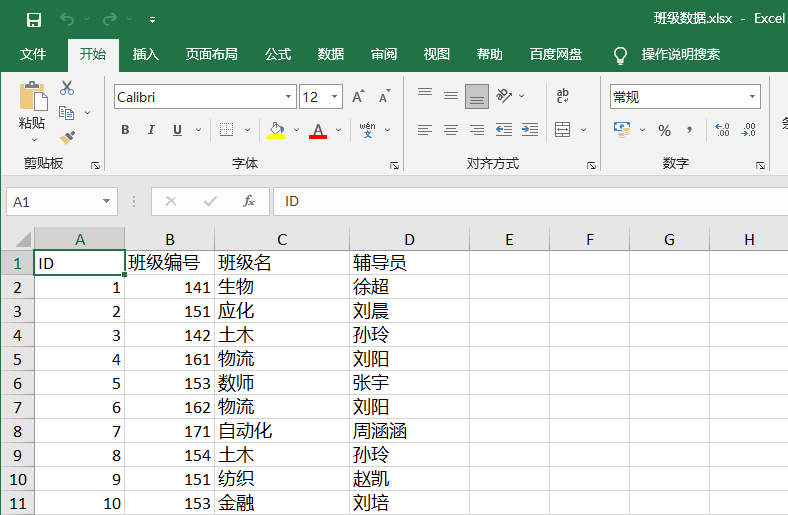 班级数据.xlsx - Excel
文件 开始 插入 页面布局 公式 数据 审阅 视图 帮助 百度网盘 操作说明搜索
粘贴 Calibri 12 A A ab 常规
B I U A wén 文 % , .00
剪贴板 字体 对齐方式 数字
A1 fx ID
A B C D E F G H
1 ID 班级编号 班级名 辅导员
2 1 141 生物 徐超
3 2 151 应化 刘晨
4 3 142 土木 孙玲
5 4 161 物流 刘阳
6 5 153 数师 张宇
7 6 162 物流 刘阳
8 7 171 自动化 周涵涵
9 8 154 土木 孙玲
10 9 151 纺织 赵凯
11 10 153 金融 刘培